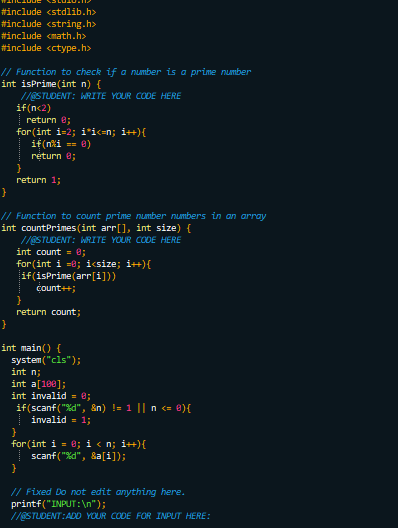 #include <stdio.h>
#include <stdlib.h>
#include <string.h>
#include <math.h>
#include <ctype.h>
// Function to check if a number is a prime number
int isPrime(int n) {
//@STUDENT: WRITE YOUR CODE HERE
if(n<2)
return 0;
for(int i=2; i*i<=n; i++){
if(n%i == 0)
return 0;
}
return 1;
}
// Function to count prime number numbers in an array
int countPrimes(int arr[], int size) {
//@STUDENT: WRITE YOUR CODE HERE
int count = 0;
for(int i =0; i<size; i++){
if(isPrime(arr[i]))
count++;
}
return count;
}
int main() {
system("cls");
int n;
int a[100];
int invalid = 0;
if(scanf("%d", &n) != 1 || n <= 0){
invalid = 1;
}
for(int i = 0; i < n; i++){
scanf("%d", &a[i]);
}
// Fixed Do not edit anything here.
printf("INPUT:\n");
//@STUDENT:ADD YOUR CODE FOR INPUT HERE: